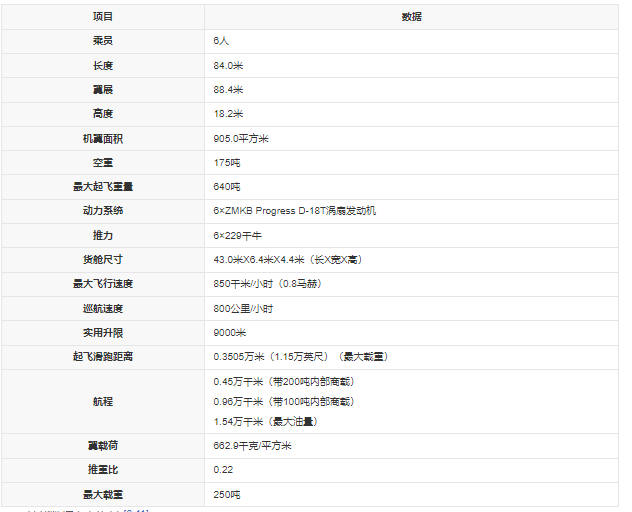 项目 数据
乘员 6人
长度 84.0米
翼展 88.4米
高度 18.2米
机翼面积 905.0平方米
空重 175吨
最大起飞重量 640吨
动力系统 6×ZMKB Progress D-18T涡扇发动机
推力 6×229千牛
货舱尺寸 43.0米X6.4米X4.4米（长X宽X高）
最大飞行速度 850千米/小时（0.8马赫）
巡航速度 800公里/小时
实用升限 9000米
起飞滑跑距离 0.3505万米（1.15万英尺）（最大载重）
航程 0.45万千米（带200吨内部商载）
0.96万千米（带100吨内部商载）
1.54万千米（最大油量）
翼载荷 662.9千克/平方米
推重比 0.22
最大载重 250吨